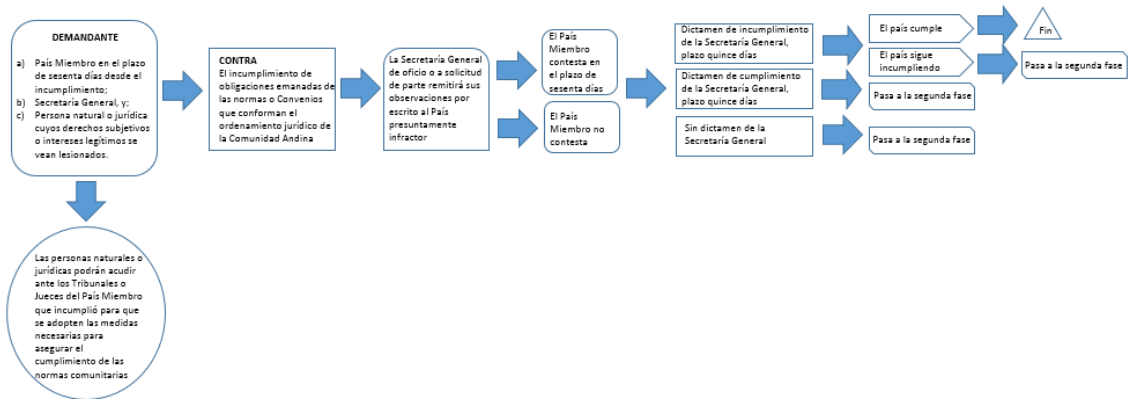 DEMANDANTE
a) País Miembro en el plazo
de sesenta días desde el
incumplimiento;
b) Secretaría General, y;
c) Persona natural o jurídica
cuyos derechos subjetivos
o intereses legítimos se
vean lesionados.
Las personas naturales o
jurídicas podrán acudir
ante los Tribunales o
Jueces del País Miembro
que incumplió para que
se adopten las medidas
necesarias para
asegurar el
cumplimiento de las
normas comunitarias
CONTRA
El incumplimiento de
obligaciones emanadas de
las normas o Convenios
que conforman el
ordenamiento jurídico de
la Comunidad Andina
La Secretaría General
de oficio o a solicitud
de parte remitirá sus
observaciones por
escrito al País
presuntamente
infractor
El País
Miembro
contesta en
el plazo de
sesenta días
El País
Miembro no
contesta
Dictamen de incumplimiento
de la Secretaría General,
plazo quince días
Dictamen de cumplimiento
de la Secretaría General,
plazo quince días
Sin dictamen de la
Secretaría General
El país cumple
El país sigue
incumpliendo
Pasa a la segunda fase
Pasa a la segunda fase
Fin
Pasa a la segunda fase